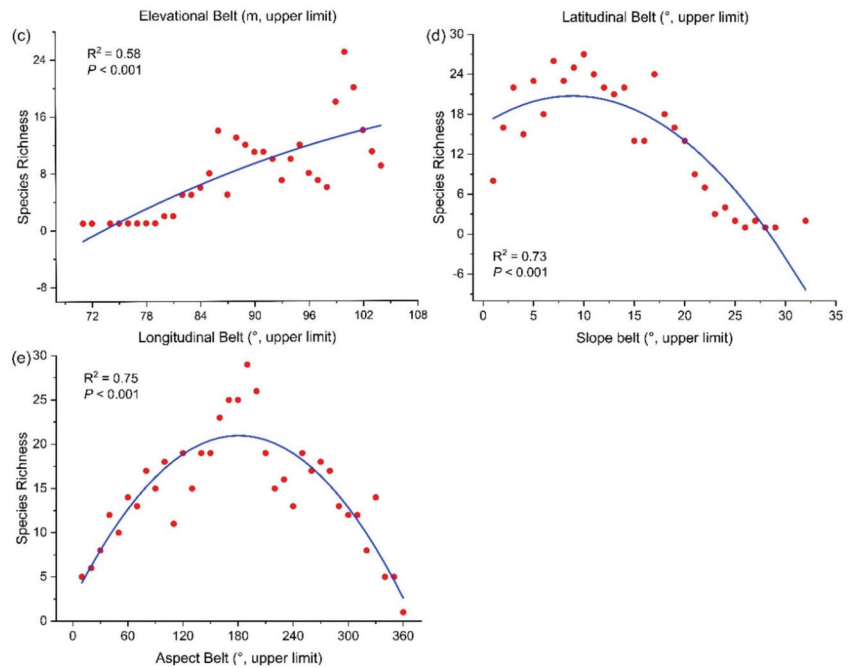 Elevational Belt (m, upper limit)
Latitudinal Belt (°, upper limit)
(c)
R² = 0.58
P < 0.001
Species Richness
24
16
8
0
-8
72
78
84
90
96
102
108
Longitudinal Belt (°, upper limit)
(d)
R² = 0.73
P < 0.001
Species Richness
30
24
18
12
6
0
-6
0
5
10
15
20
25
30
35
Slope belt (°, upper limit)
(e)
R² = 0.75
P < 0.001
Species Richness
30
25
20
15
10
5
0
0
60
120
180
240
300
360
Aspect Belt (°, upper limit)